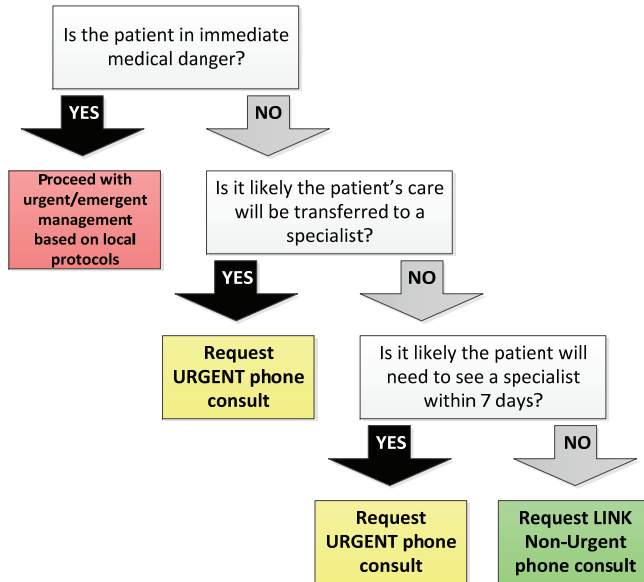 Is the patient in immediate
medical danger?
YES
NO
Proceed with
urgent/emergent
management
based on local
protocols
Is it likely the patient's care
will be transferred to a
specialist?
YES
NO
Request
URGENT phone
consult
Is it likely the patient will
need to see a specialist
within 7 days?
YES
NO
Request
URGENT phone
consult
Request LINK
Non-Urgent
phone consult